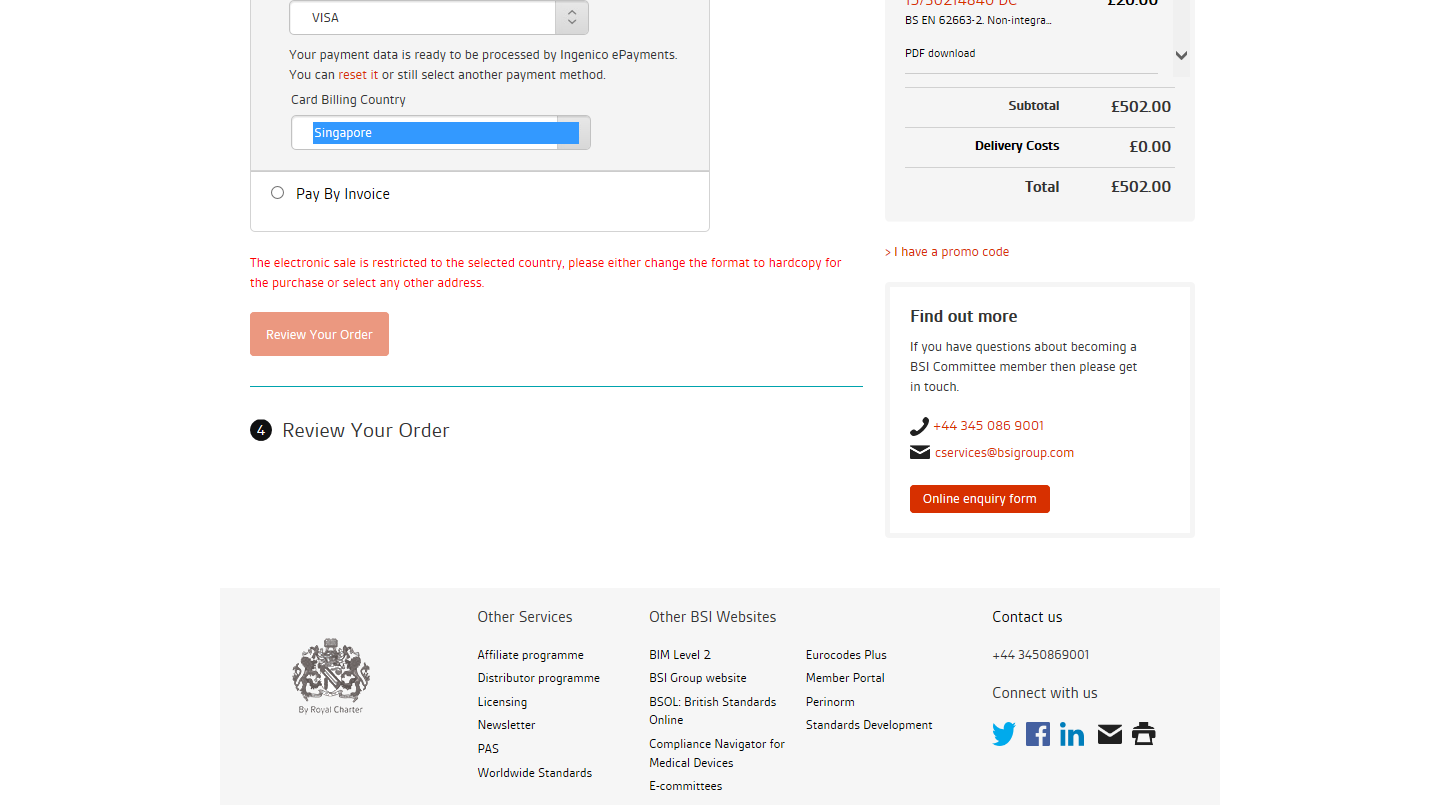 VISA
Your payment data is ready to be processed by Ingenico ePayments.
You can reset it or still select another payment method.
Card Billing Country
Singapore
Pay By Invoice
The electronic sale is restricted to the selected country, please either change the format to hardcopy for
the purchase or select any other address.
Review Your Order
4 Review Your Order
15/30214840 DC £20.00
BS EN 62663-2. Non-integra...
PDF download
Subtotal £502.00
Delivery Costs £0.00
Total £502.00
> I have a promo code
Find out more
If you have questions about becoming a
BSI Committee member then please get
in touch.
+44 345 086 9001
cservices@bsigroup.com
Online enquiry form
By Royal Charter
Other Services
Affiliate programme
Distributor programme
Licensing
Newsletter
PAS
Worldwide Standards
Other BSI Websites
BIM Level 2
BSI Group website
BSOL: British Standards
Online
Compliance Navigator for
Medical Devices
E-committees
Eurocodes Plus
Member Portal
Perinorm
Standards Development
Contact us
+44 3450869001
Connect with us